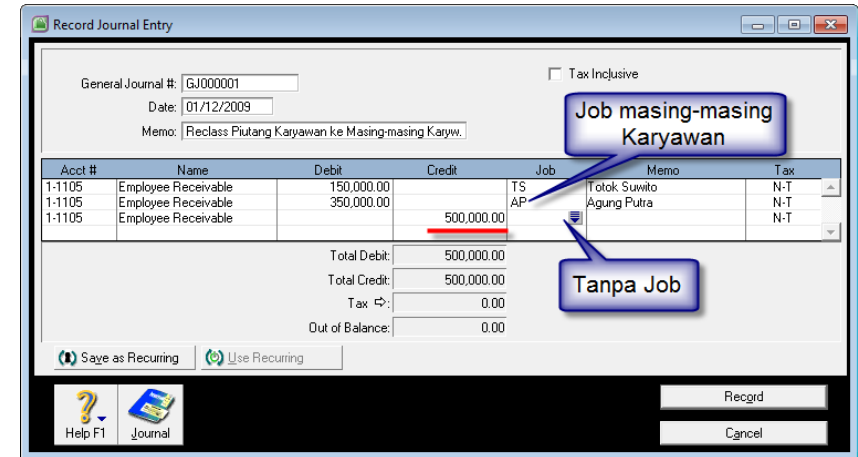 Record Journal Entry
General Journal #: GJ000001
Tax Inclusive
Date: 01/12/2009
Memo: Reclass Piutang Karyawan ke Masing-masing Karyw.
Job masing-masing
Karyawan
Acct # Name Debit Credit Job Memo Tax
1-1105 Employee Receivable 150,000.00 TS Totok Suwito N-T
1-1105 Employee Receivable 350,000.00 AP Agung Putra N-T
1-1105 Employee Receivable 500,000.00 N-T
Total Debit: 500,000.00
Total Credit: 500,000.00
Tanpa Job
Tax ⇨: 0.00
Out of Balance: 0.00
Save as Recurring Use Recurring
Help F1 Journal
Record
Cancel